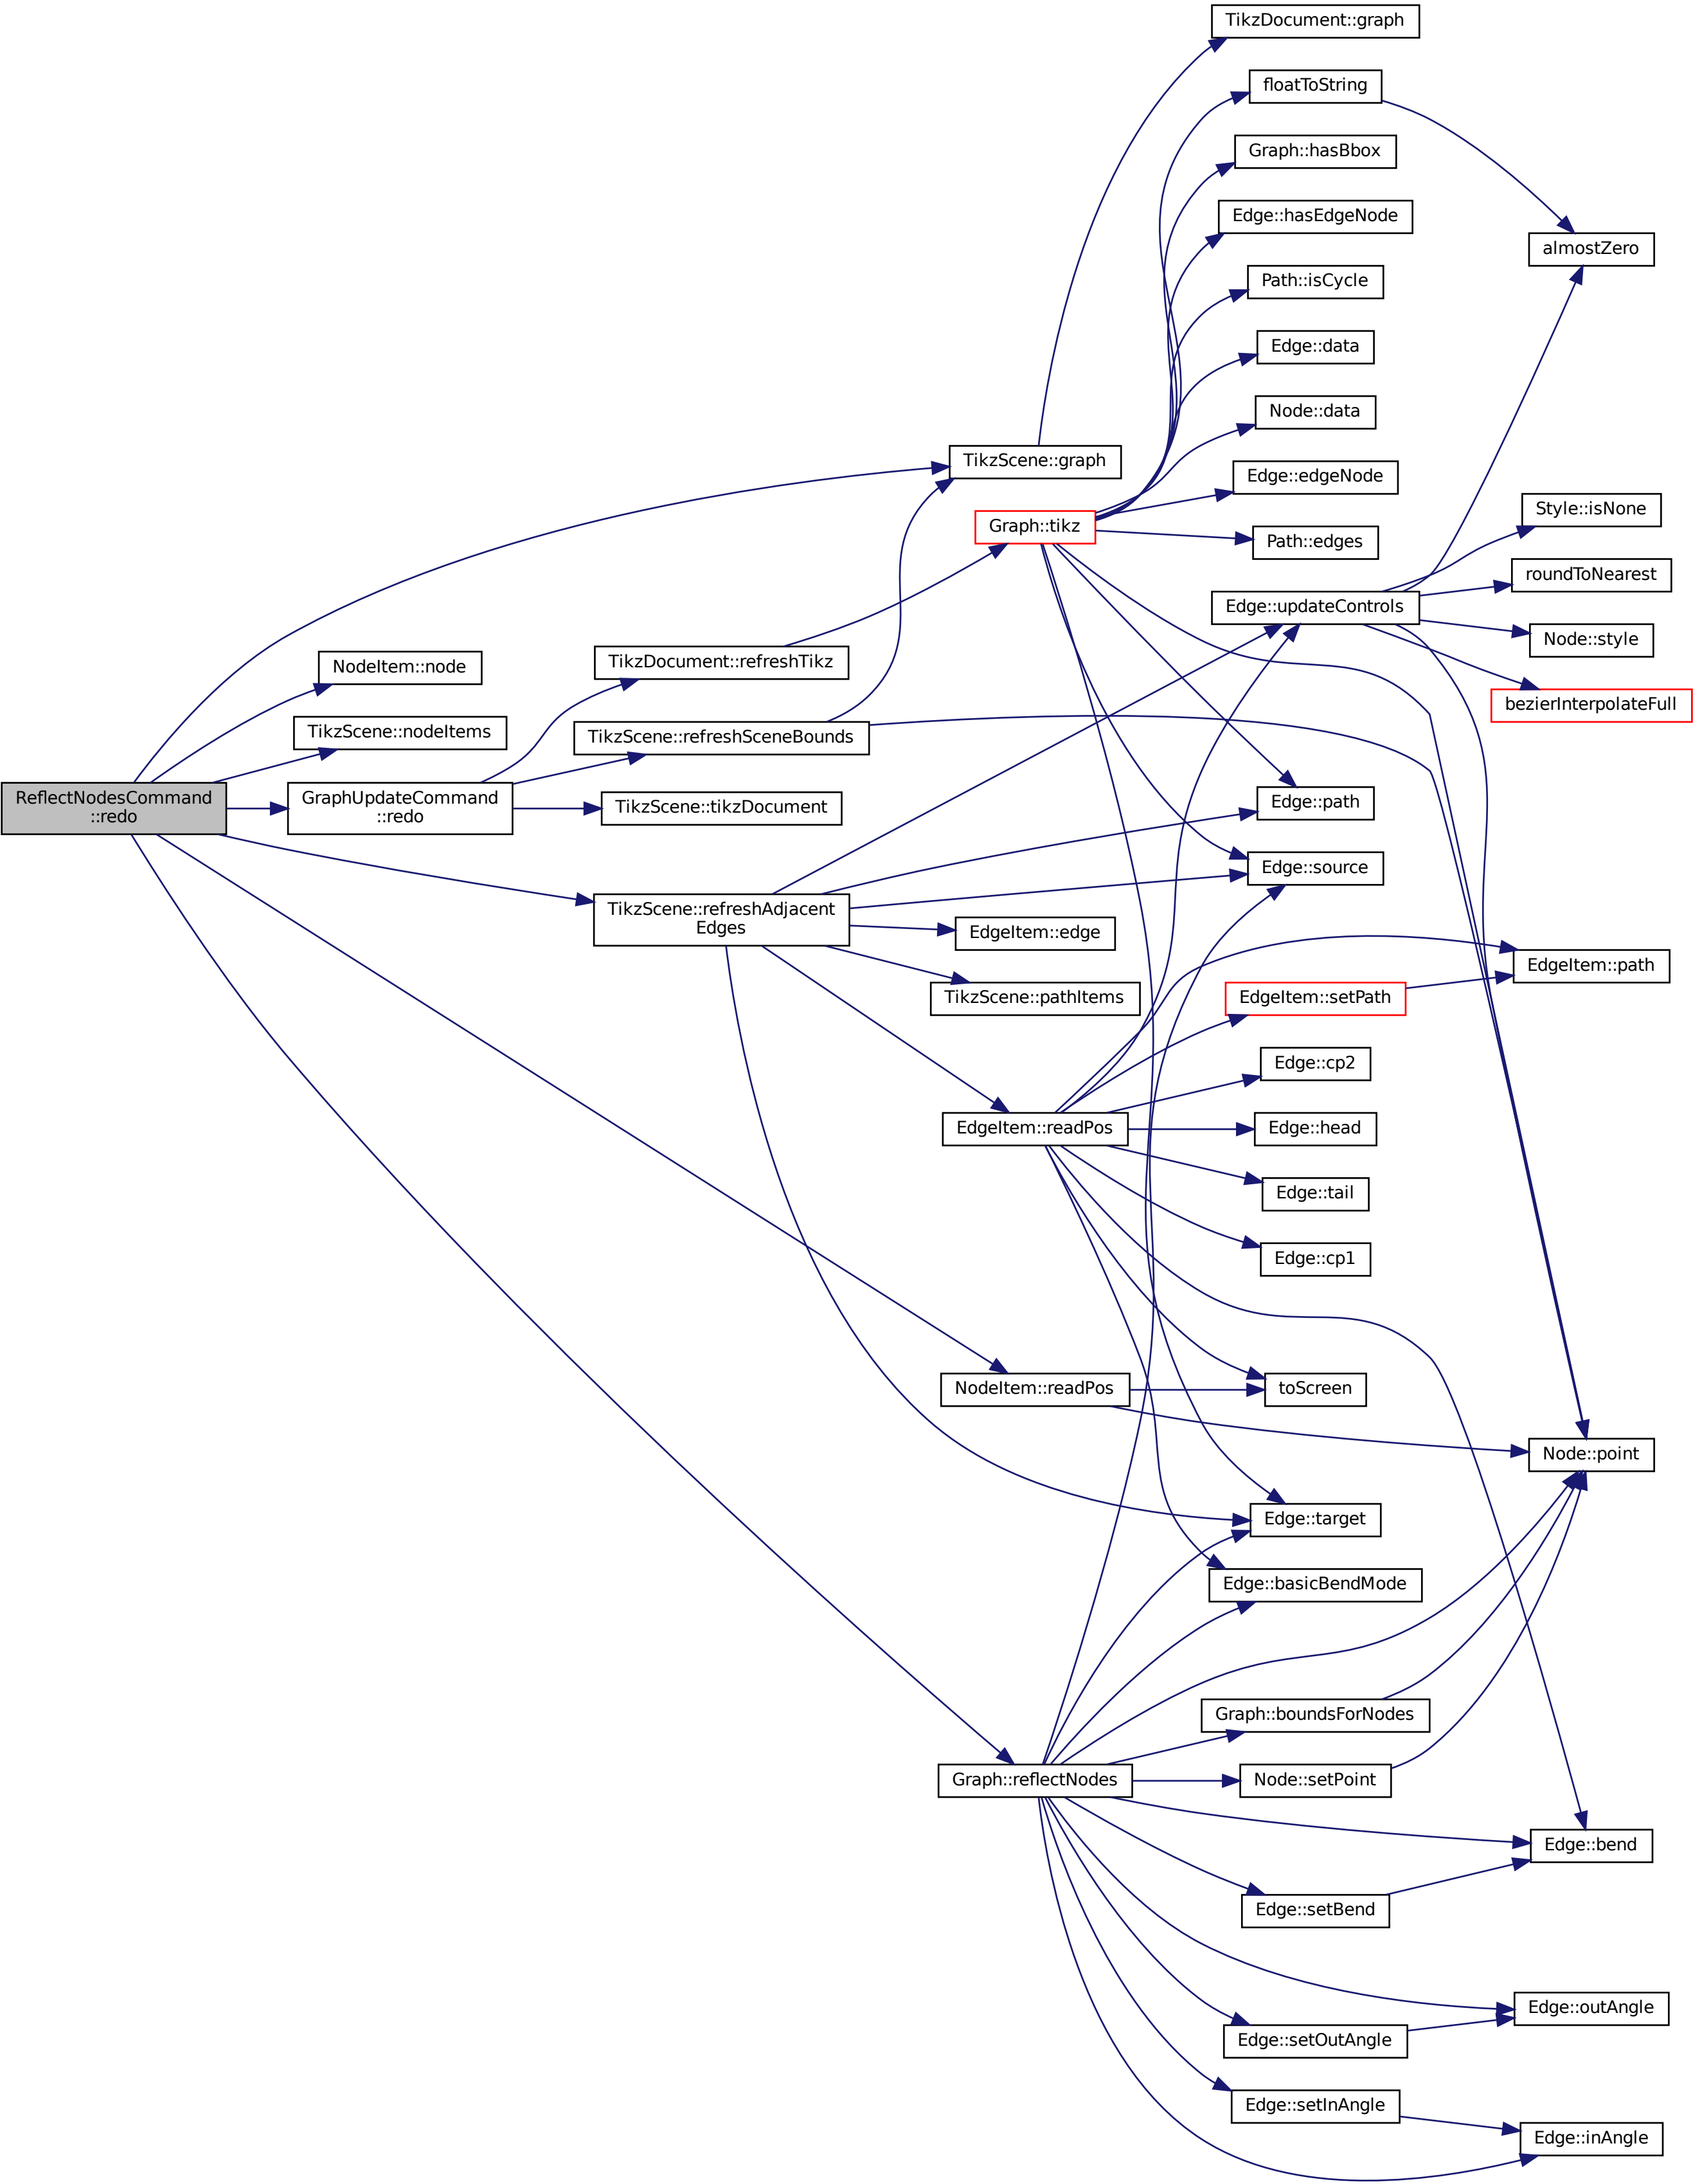 TikzDocument::graph
floatToString
Graph::hasBbox
Edge::hasEdgeNode
almostZero
Path::isCycle
Edge::data
Node::data
TikzScene::graph
Edge::edgeNode
Style::isNone
Graph::tikz
Path::edges
roundToNearest
Edge::updateControls
Node::style
NodeItem::node
TikzDocument::refreshTikz
bezierInterpolateFull
TikzScene::nodeItems
TikzScene::refreshSceneBounds
ReflectNodesCommand
::redo
GraphUpdateCommand
::redo
TikzScene::tikzDocument
Edge::path
Edge::source
TikzScene::refreshAdjacent
Edges
EdgeItem::edge
EdgeItem::path
TikzScene::pathItems
EdgeItem::setPath
Edge::cp2
EdgeItem::readPos
Edge::head
Edge::tail
Edge::cp1
NodeItem::readPos
toScreen
Node::point
Edge::target
Edge::basicBendMode
Graph::boundsForNodes
Graph::reflectNodes
Node::setPoint
Edge::bend
Edge::setBend
Edge::outAngle
Edge::setOutAngle
Edge::setInAngle
Edge::inAngle